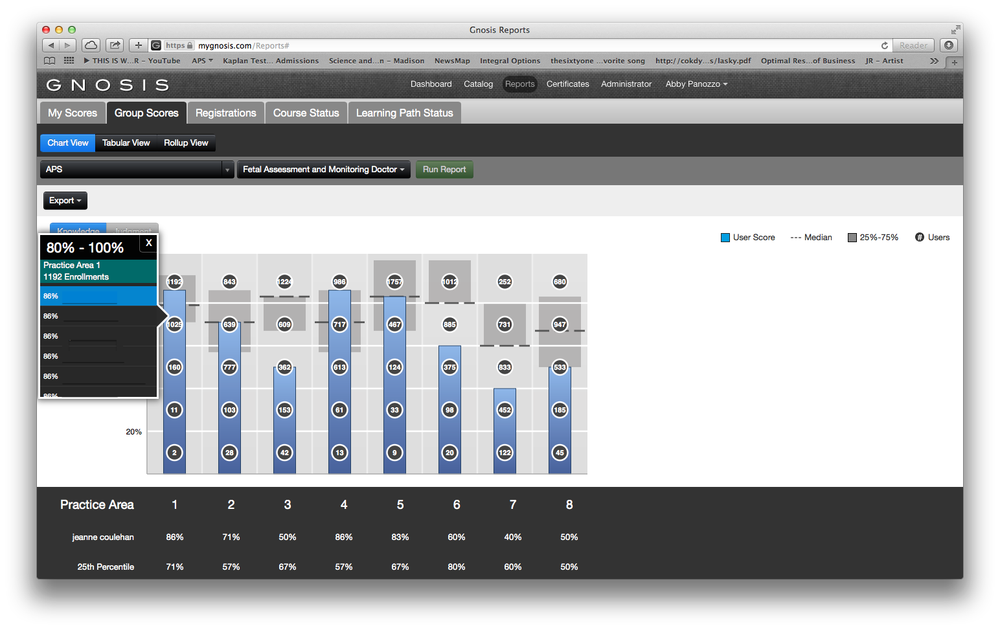 Gnosis Reports
https mygnosis.com/Reports# Reader
THIS IS W...R – YouTube APS Kaplan Test... Admissions Science and...n – Madison NewsMap Integral Options thesixtyone ...vorite song http://cokdy...s/lasky.pdf Optimal Res...of Business JR – Artist
GNOSIS Dashboard Catalog Reports Certificates Administrator Abby Panozzo
My Scores Group Scores Registrations Course Status Learning Path Status
Chart View Tabular View Rollup View
APS Fetal Assessment and Monitoring Doctor Run Report
Export
Knowledge Judgment
User Score Median 25%-75% # Users
80% - 100% X
Practice Area 1
1192 Enrollments
86%
86%
86%
86%
86%
86%
1192 843 1224 986 1757 1012 252 680
1025 639 609 717 467 885 731 947
160 777 362 613 124 375 833 533
11 103 153 61 33 98 452 185
20%
2 28 42 13 9 20 122 45
Practice Area 1 2 3 4 5 6 7 8
jeanne coulehan 86% 71% 50% 86% 83% 60% 40% 50%
25th Percentile 71% 57% 67% 57% 67% 80% 60% 50%